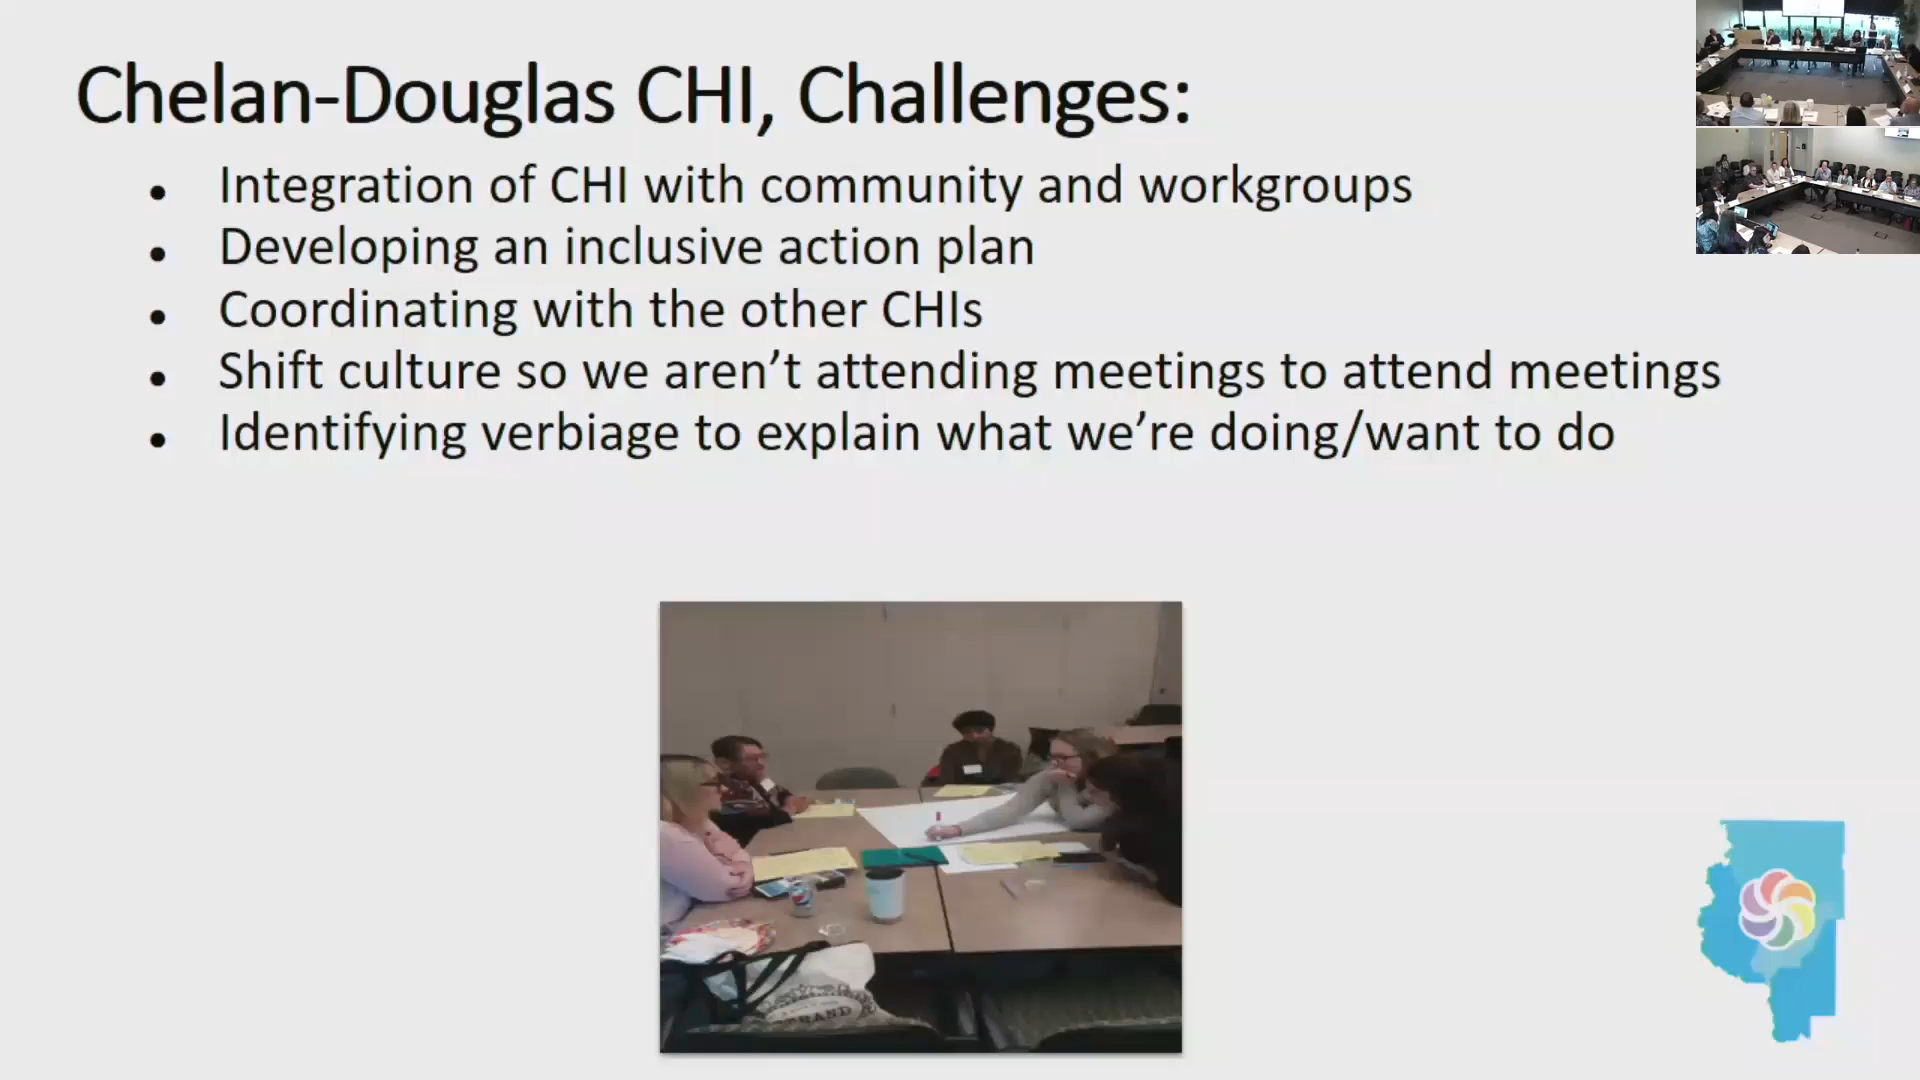 Chelan-Douglas CHI, Challenges:
• Integration of CHI with community and workgroups
• Developing an inclusive action plan
• Coordinating with the other CHIs
• Shift culture so we aren’t attending meetings to attend meetings
• Identifying verbiage to explain what we’re doing/want to do